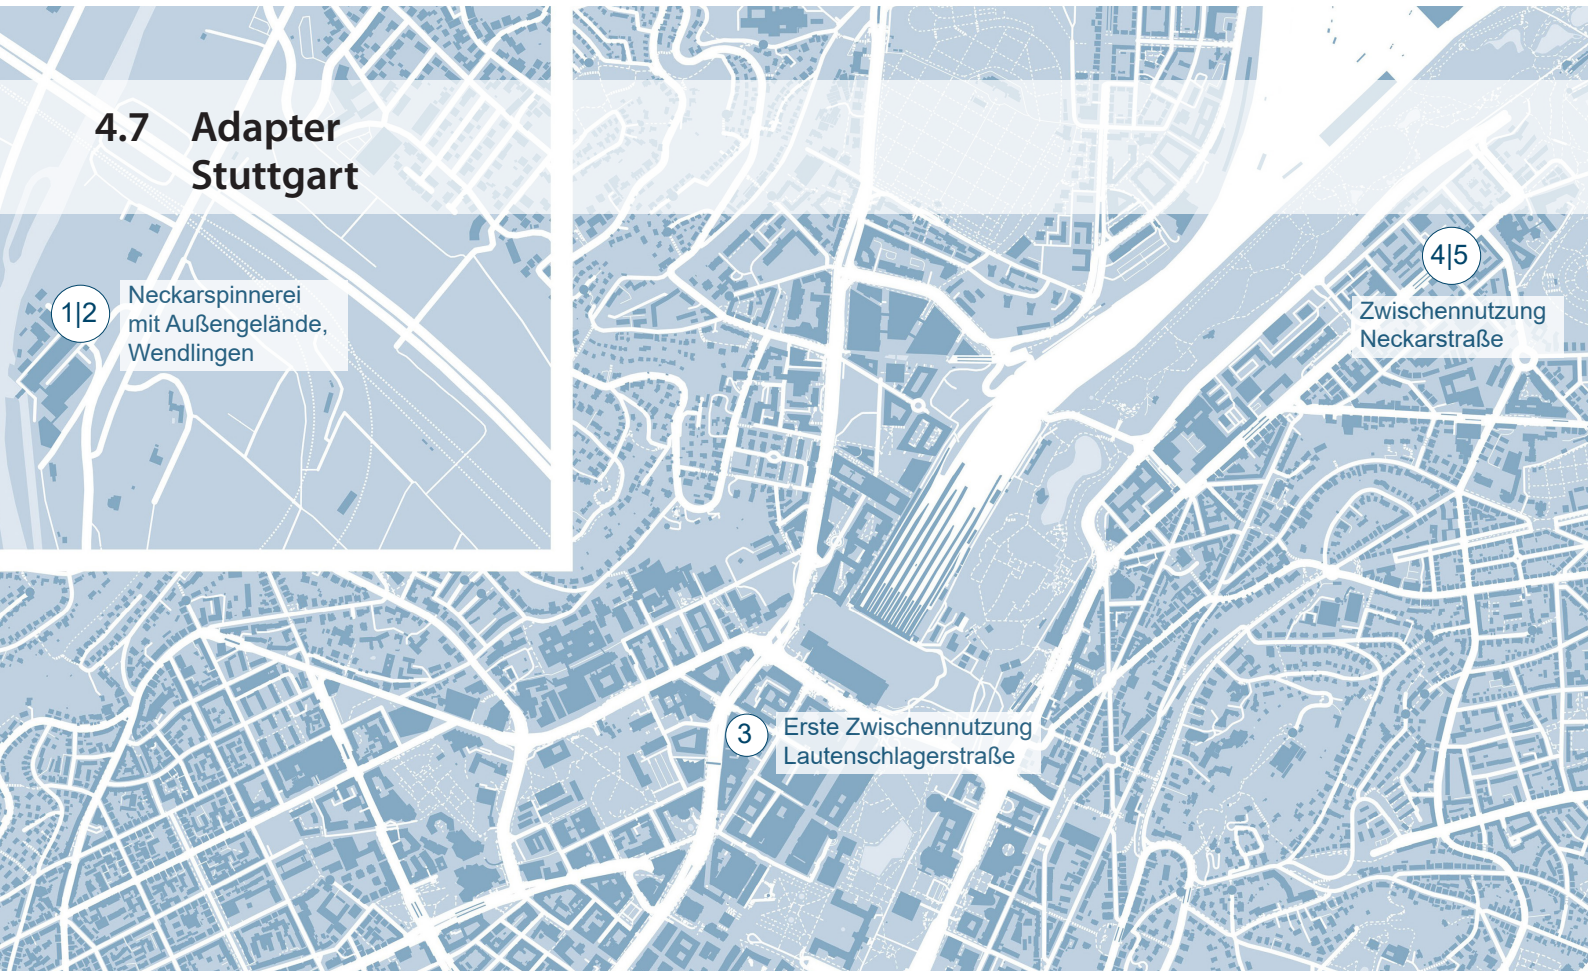 4.7 Adapter
Stuttgart
1|2
Neckarspinnerei
mit Außengelände,
Wendlingen
4|5
Zwischennutzung
Neckarstraße
3
Erste Zwischennutzung
Lautenschlagerstraße